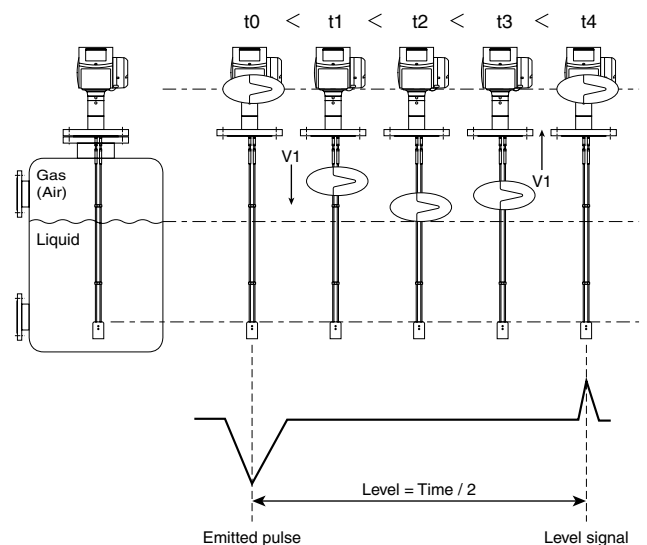 t0 < t1 < t2 < t3 < t4
V1
V1
Gas
(Air)
Liquid
Level = Time / 2
Emitted pulse
Level signal